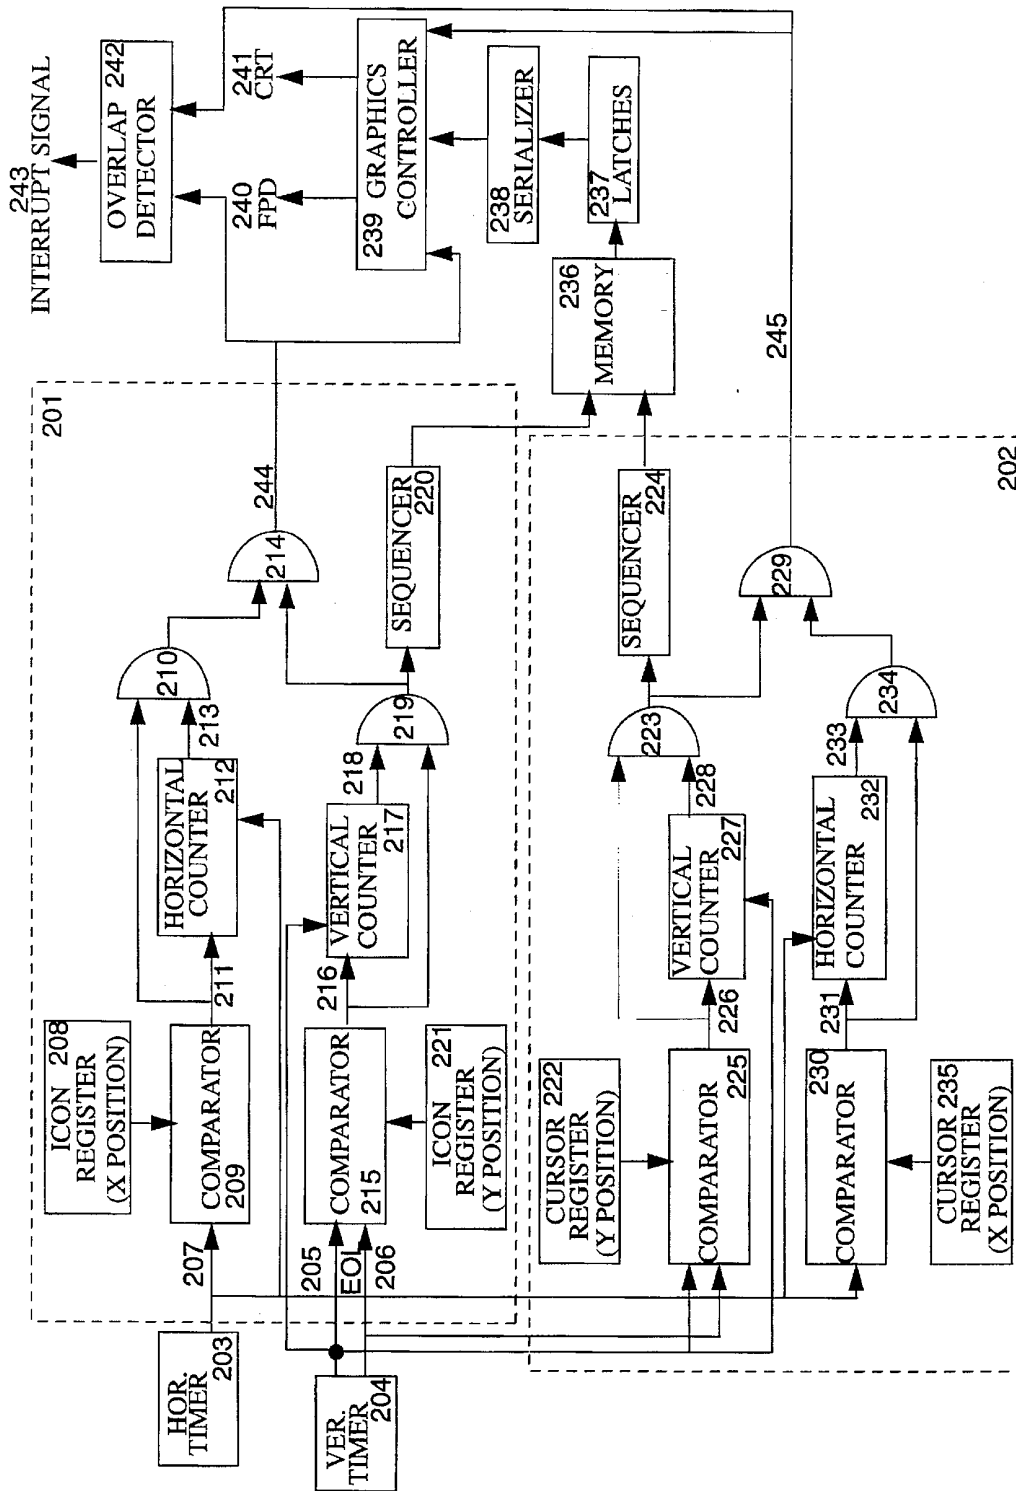 HOR.
TIMER
203
VER.
TIMER
204
207
205
EOL
206
201
ICON 208
REGISTER
(X POSITION)
COMPARATOR
209
211
HORIZONTAL
COUNTER
212
213
210
214
244
COMPARATOR
215
ICON 221
REGISTER
(Y POSITION)
216
VERTICAL
COUNTER
217
218
219
SEQUENCER
220
202
CURSOR 222
REGISTER
(Y POSITION)
COMPARATOR
225
226
VERTICAL
COUNTER
227
228
223
SEQUENCER
224
229
245
COMPARATOR
230
CURSOR 235
REGISTER
(X POSITION)
231
HORIZONTAL
COUNTER
232
233
234
MEMORY
236
LATCHES
237
SERIALIZER
238
239 GRAPHICS
CONTROLLER
240
FPD
241
CRT
OVERLAP 242
DETECTOR
243
INTERRUPT SIGNAL